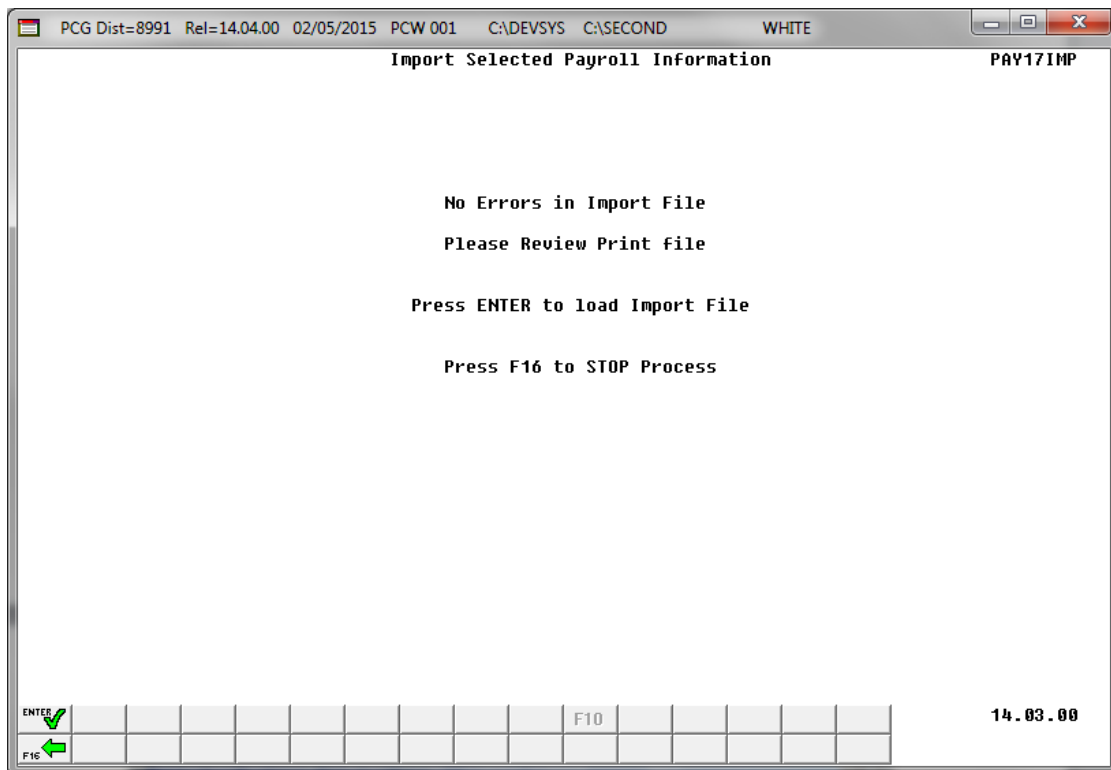 PCG Dist=8991 Rel=14.04.00 02/05/2015 PCW 001 C:\DEVSYS C:\SECOND WHITE
Import Selected Payroll Information PAY17IMP
No Errors in Import File
Please Review Print file
Press ENTER to load Import File
Press F16 to STOP Process
ENTER F10 14.03.00
F16